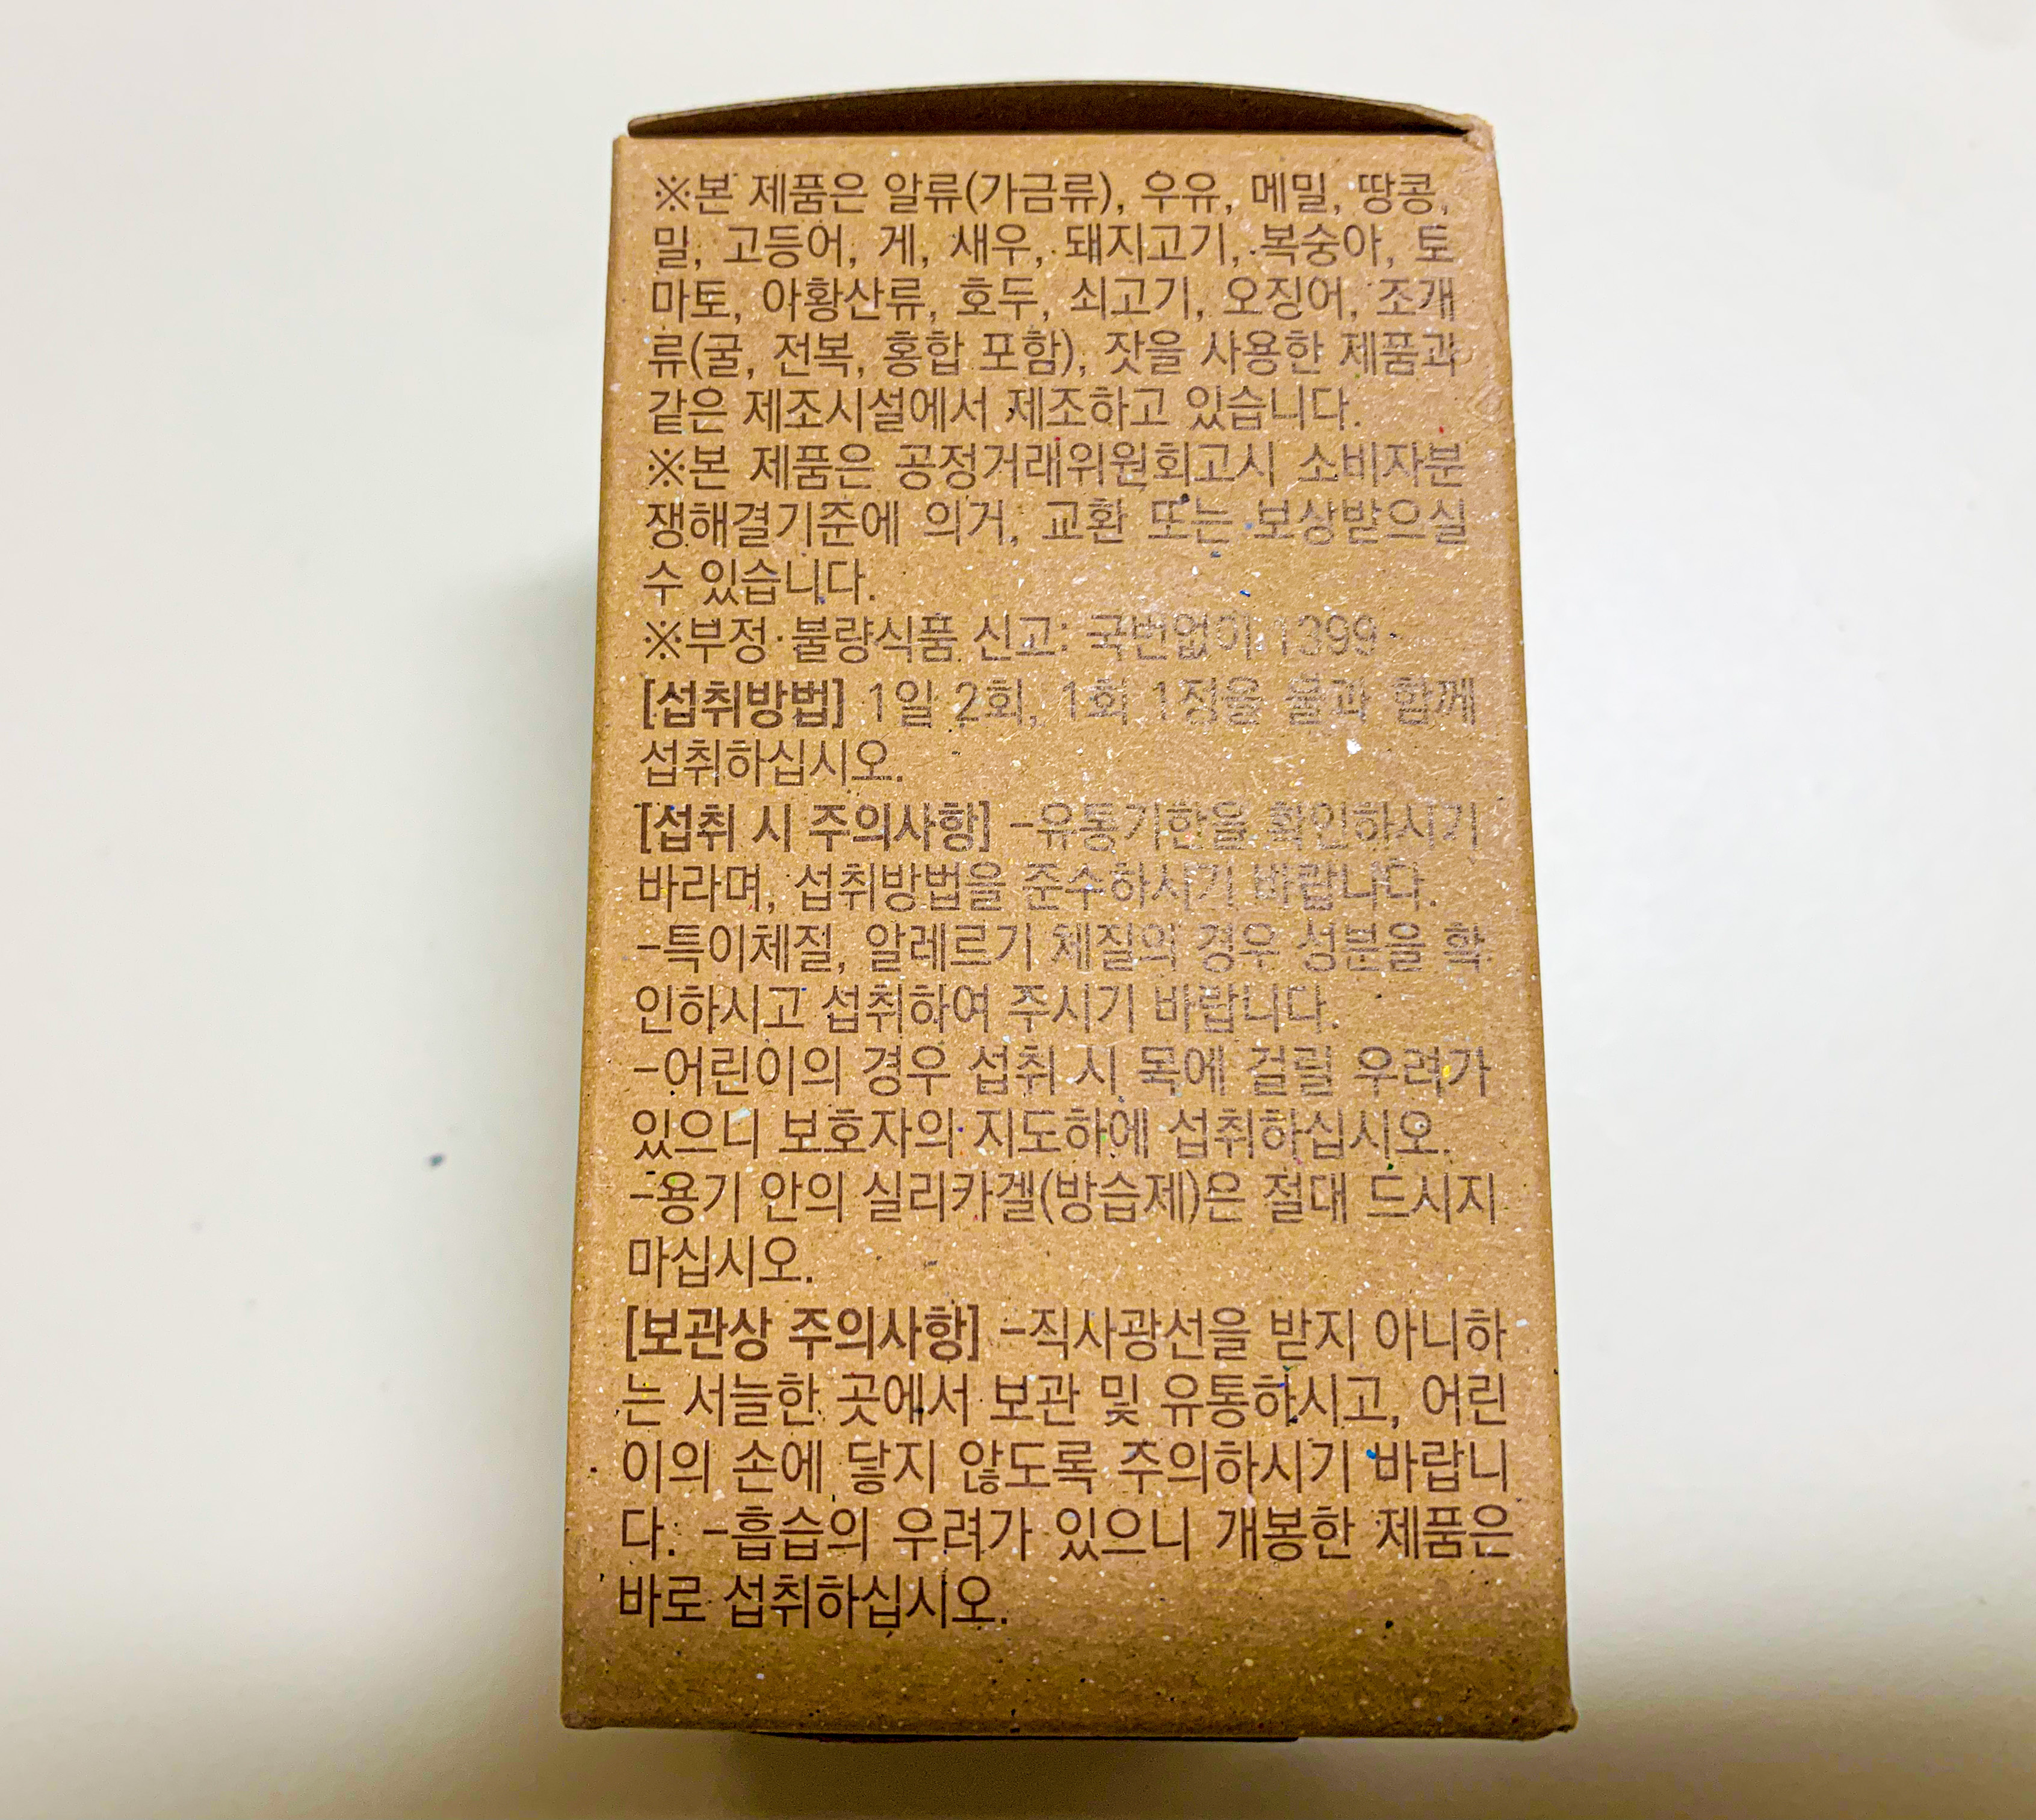 ※본 제품은 알류(가금류), 우유, 메밀, 땅콩,
밀, 고등어, 게, 새우, 돼지고기, 복숭아, 토
마토, 아황산류, 호두, 쇠고기, 오징어, 조개
류(굴, 전복, 홍합 포함), 잣을 사용한 제품과
같은 제조시설에서 제조하고 있습니다.
※본 제품은 공정거래위원회고시 소비자분
쟁해결기준에 의거, 교환 또는 보상받으실
수 있습니다.
※부정·불량식품 신고: 국번없이 1399
[섭취방법] 1일 2회, 1회 1정을 물과 함께
섭취하십시오.
[섭취 시 주의사항] -유통기한을 확인하시기
바라며, 섭취방법을 준수하시기 바랍니다.
-특이체질, 알레르기 체질의 경우 성분을 확
인하시고 섭취하여 주시기 바랍니다.
-어린이의 경우 섭취 시 목에 걸릴 우려가
있으니 보호자의 지도하에 섭취하십시오.
-용기 안의 실리카겔(방습제)은 절대 드시지
마십시오.
[보관상 주의사항] -직사광선을 받지 아니하
는 서늘한 곳에서 보관 및 유통하시고, 어린
이의 손에 닿지 않도록 주의하시기 바랍니
다. -흡습의 우려가 있으니 개봉한 제품은
바로 섭취하십시오.